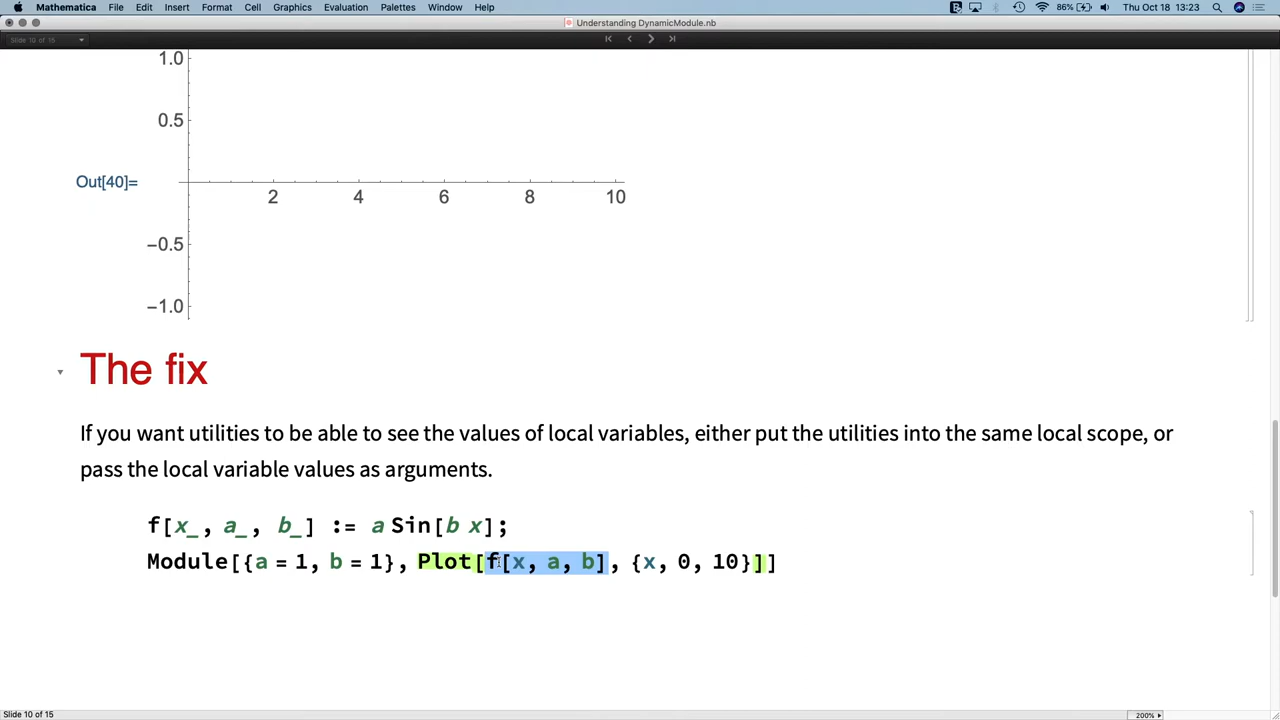 Mathematica File Edit Insert Format Cell Graphics Evaluation Palettes Window Help 86% Thu Oct 18 13:23
Understanding DynamicModule.nb
Slide 10 of 15
1.0
0.5
Out[40]=
2 4 6 8 10
−0.5
−1.0
The fix
If you want utilities to be able to see the values of local variables, either put the utilities into the same local scope, or
pass the local variable values as arguments.
f[x_, a_, b_] := a Sin[b x];
Module[{a = 1, b = 1}, Plot[f[x, a, b], {x, 0, 10}]]
Slide 10 of 15 200%